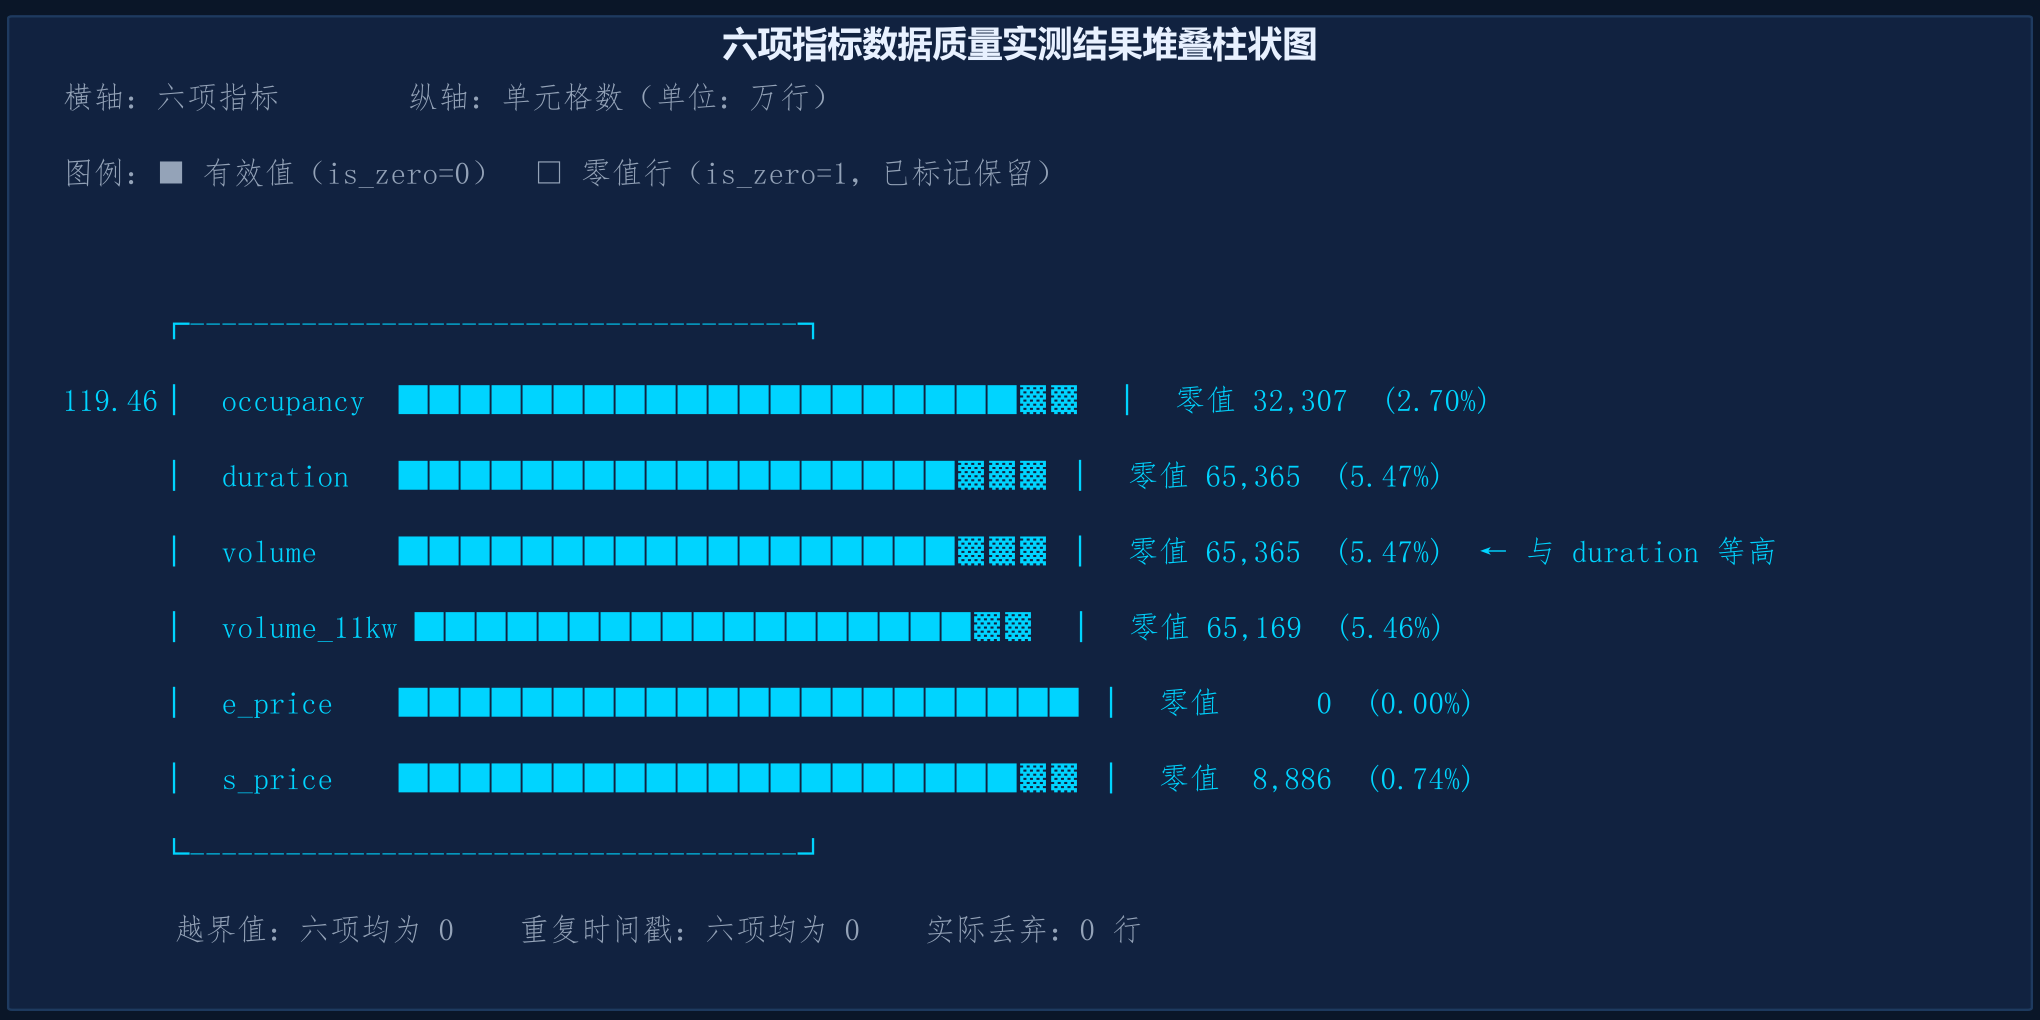 六项指标数据质量实测结果堆叠柱状图
横轴：六项指标 纵轴：单元格数（单位：万行）
图例：■ 有效值（is_zero=0） □ 零值行（is_zero=1，已标记保留）
119.46 occupancy 零值 32,307 (2.70%)
duration 零值 65,365 (5.47%)
volume 零值 65,365 (5.47%) ← 与 duration 等高
volume_11kw 零值 65,169 (5.46%)
e_price 零值 0 (0.00%)
s_price 零值 8,886 (0.74%)
越界值：六项均为 0 重复时间戳：六项均为 0 实际丢弃：0 行